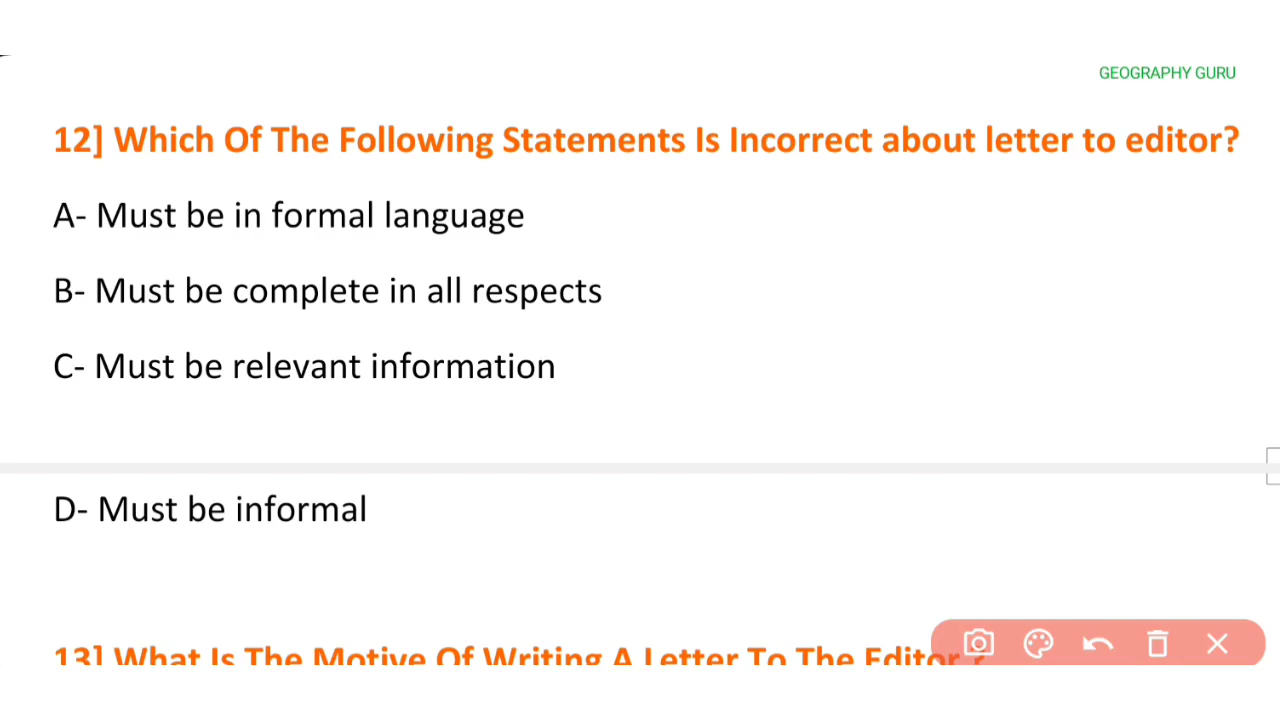 GEOGRAPHY GURU
12] Which Of The Following Statements Is Incorrect about letter to editor?
A- Must be in formal language
B- Must be complete in all respects
C- Must be relevant information
D- Must be informal
13] What Is The Motive Of Writing A Letter To The Editor ?